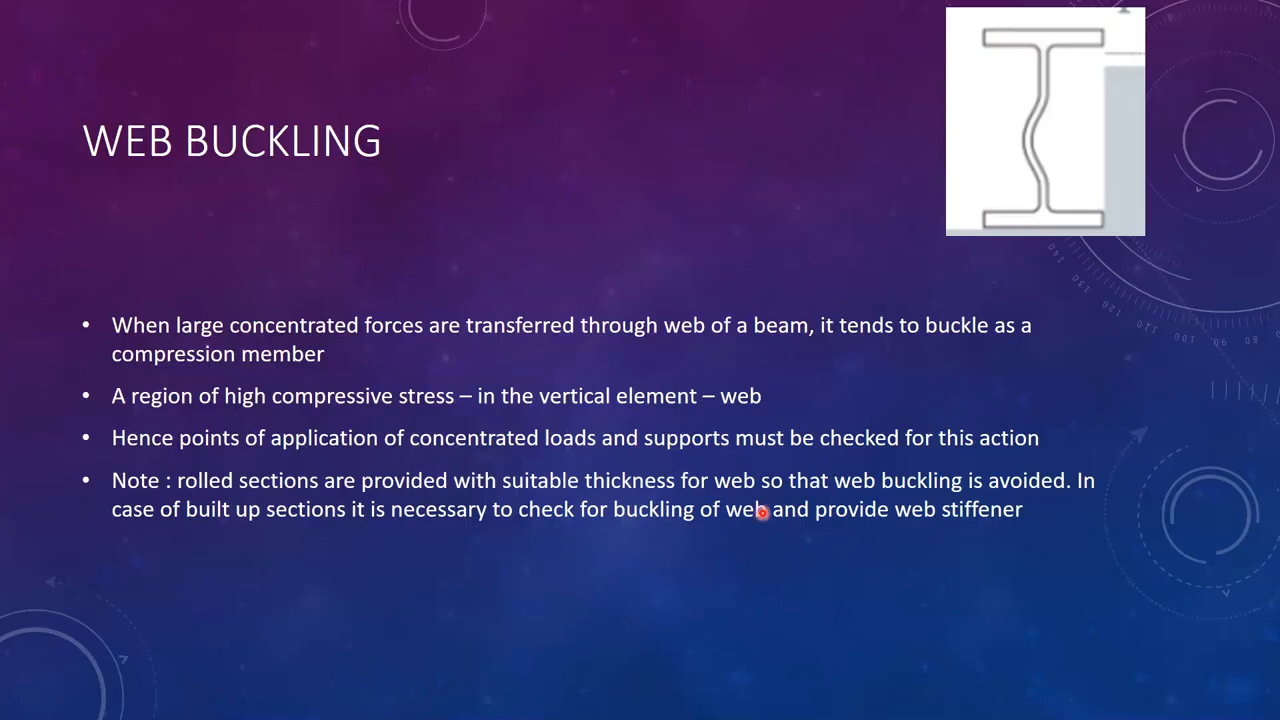 WEB BUCKLING
• When large concentrated forces are transferred through web of a beam, it tends to buckle as a
compression member
• A region of high compressive stress – in the vertical element – web
• Hence points of application of concentrated loads and supports must be checked for this action
• Note : rolled sections are provided with suitable thickness for web so that web buckling is avoided. In
case of built up sections it is necessary to check for buckling of web and provide web stiffener